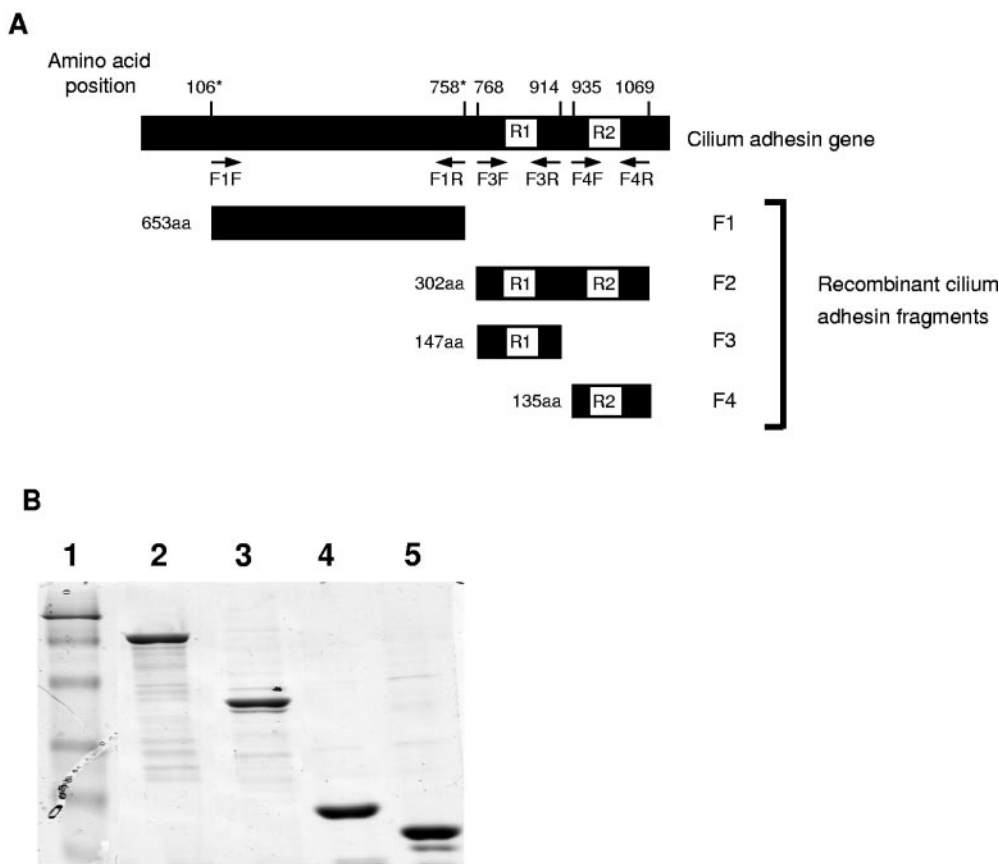 A
Amino acid
position
106* 758* 768 914 935 1069
R1 R2
Cilium adhesin gene
F1F F1R F3F F3R F4F F4R
653aa F1
302aa R1 R2 F2
Recombinant cilium
adhesin fragments
147aa R1 F3
135aa R2 F4
B
1 2 3 4 5